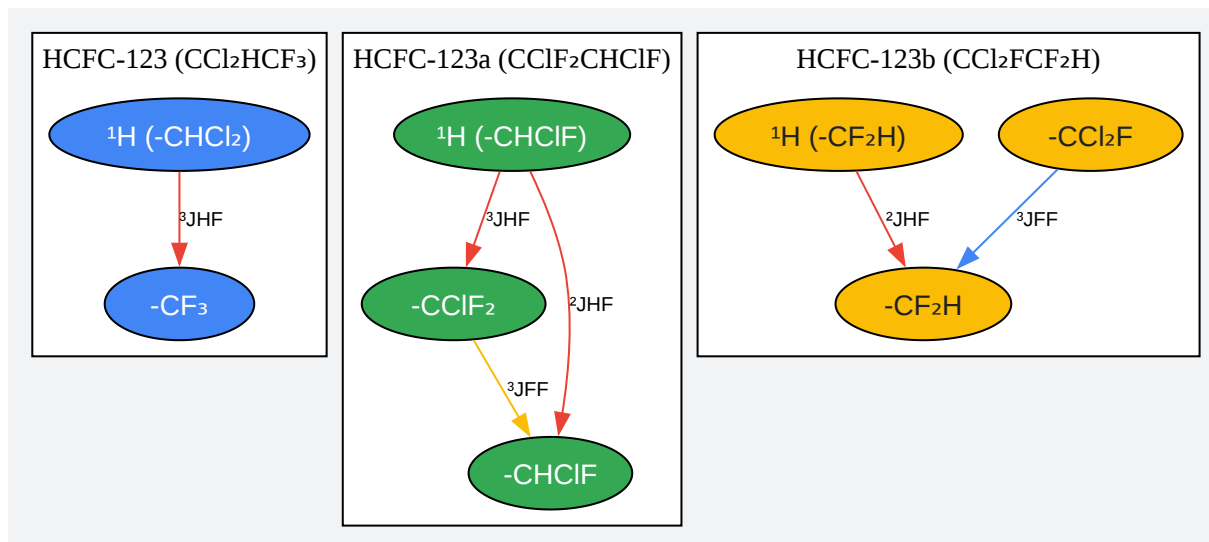 HCFC-123 (CCl₂HCF₃)
¹H (-CHCl₂)
³JHF
-CF₃
HCFC-123a (CClF₂CHClF)
¹H (-CHClF)
³JHF
-CClF₂
²JHF
³JFF
-CHClF
HCFC-123b (CCl₂FCF₂H)
¹H (-CF₂H)
-CCl₂F
²JHF
³JFF
-CF₂H